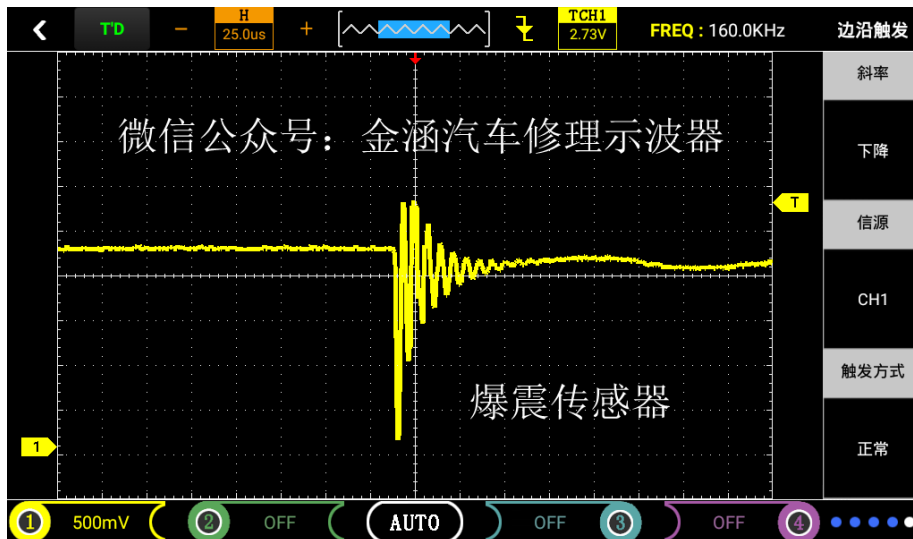 T'D
H
25.0us
TCH1
2.73V
FREQ : 160.0KHz
边沿触发
斜率
下降
信源
CH1
触发方式
正常
微信公众号：金涵汽车修理示波器
T
爆震传感器
1
1
500mV
2
OFF
AUTO
OFF
3
OFF
4